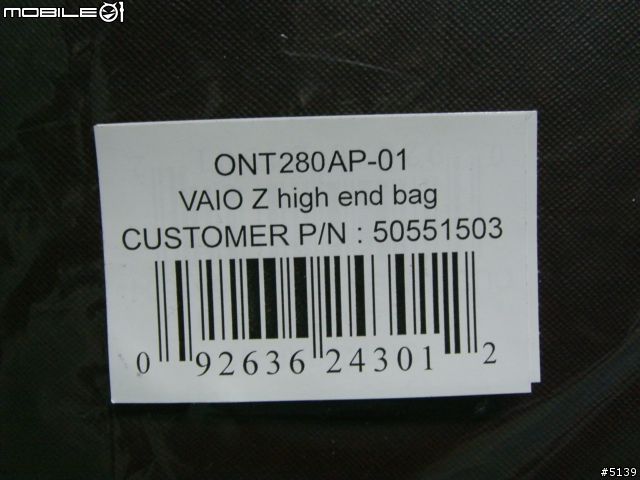 MOBILE01
ONT280AP-01
VAIO Z high end bag
CUSTOMER P/N : 50551503
0 92636 24301 2
#5139